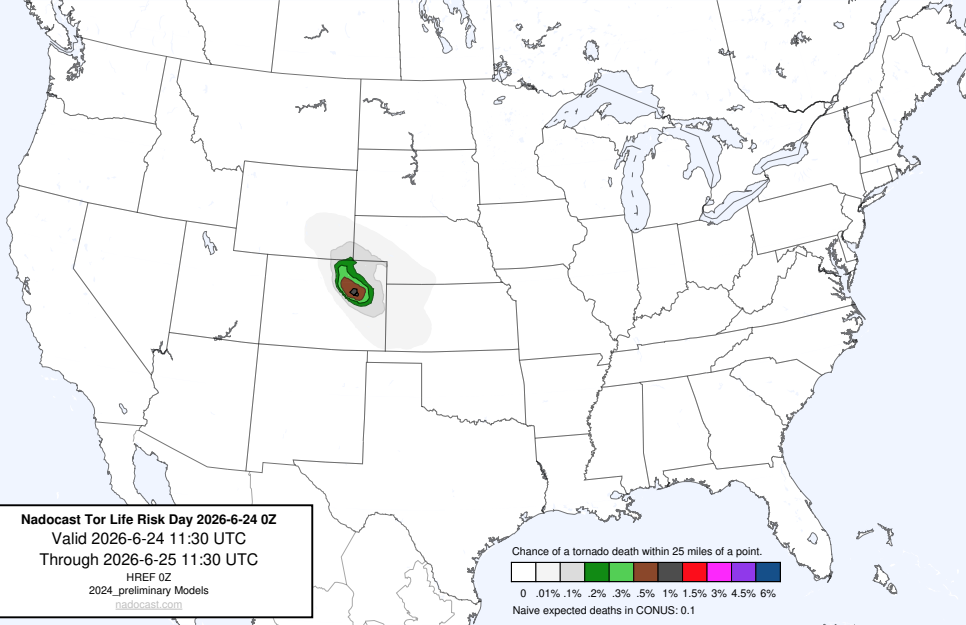 Nadocast Tor Life Risk Day 2026-6-24 0Z
Valid 2026-6-24 11:30 UTC
Through 2026-6-25 11:30 UTC
HREF 0Z
2024_preliminary Models
nadocast.com
Chance of a tornado death within 25 miles of a point.
0 .01% .1% .2% .3% .5% 1% 1.5% 3% 4.5% 6%
Naive expected deaths in CONUS: 0.1